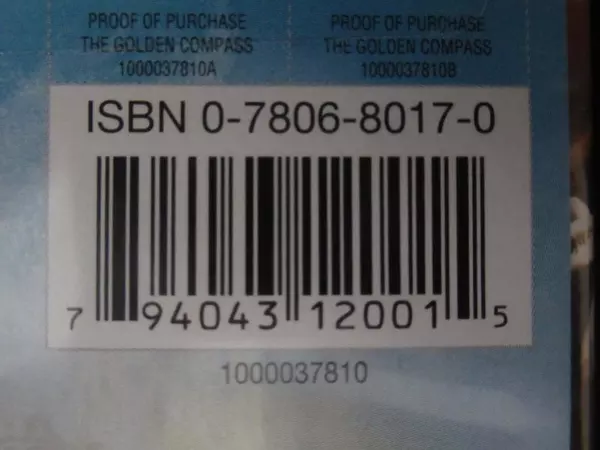 PROOF OF PURCHASE PROOF OF PURCHASE
THE GOLDEN COMPASS THE GOLDEN COMPASS
1000037810A 1000037810B
ISBN 0-7806-8017-0
7 94043 12001 5
1000037810